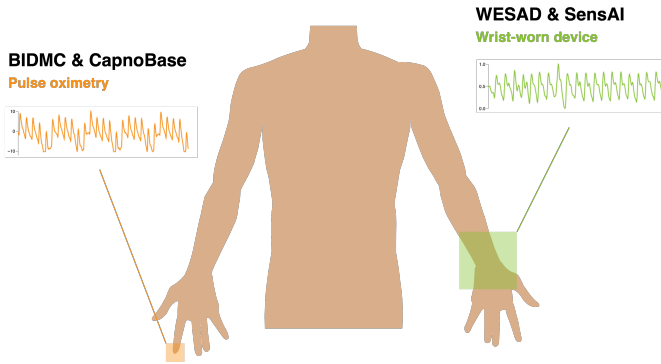 BIDMC & CapnoBase
Pulse oximetry
10
0
−10
WESAD & SensAI
Wrist-worn device
1.0
0.5
0.0